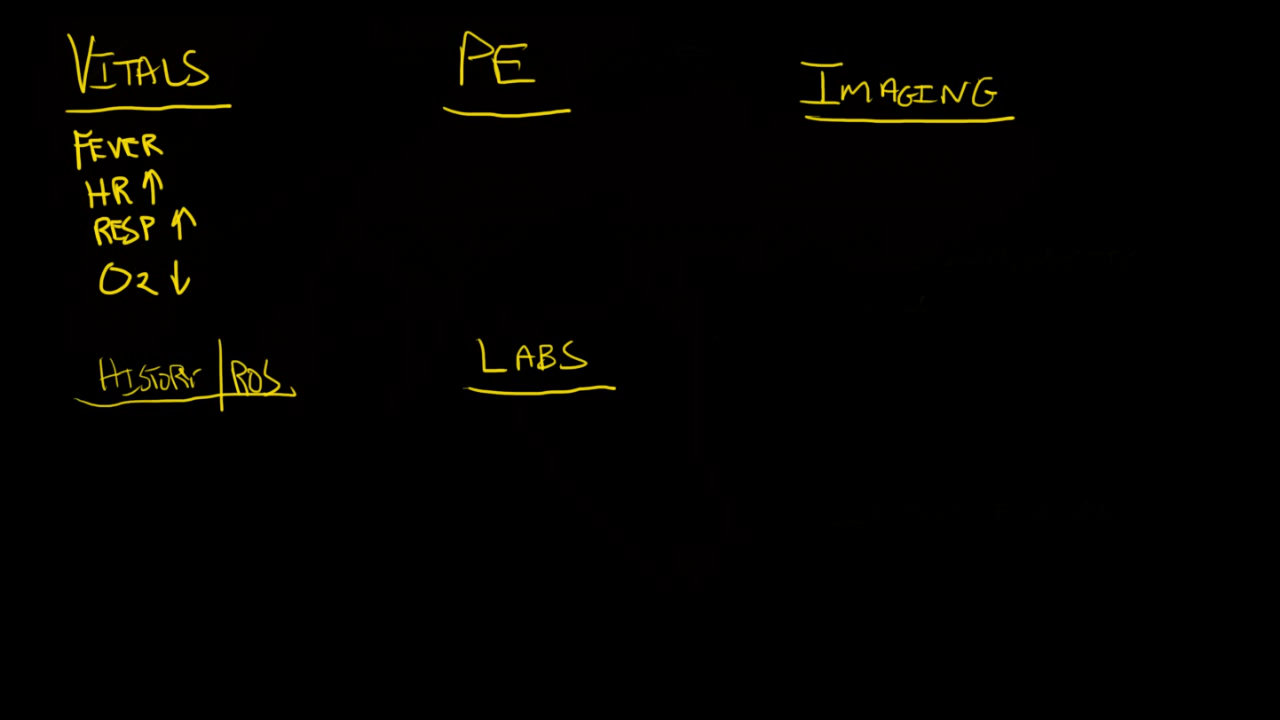 VITALS
FEVER
HR ↑
RESP ↑
O2 ↓
HISTORY | ROS
PE
LABS
IMAGING